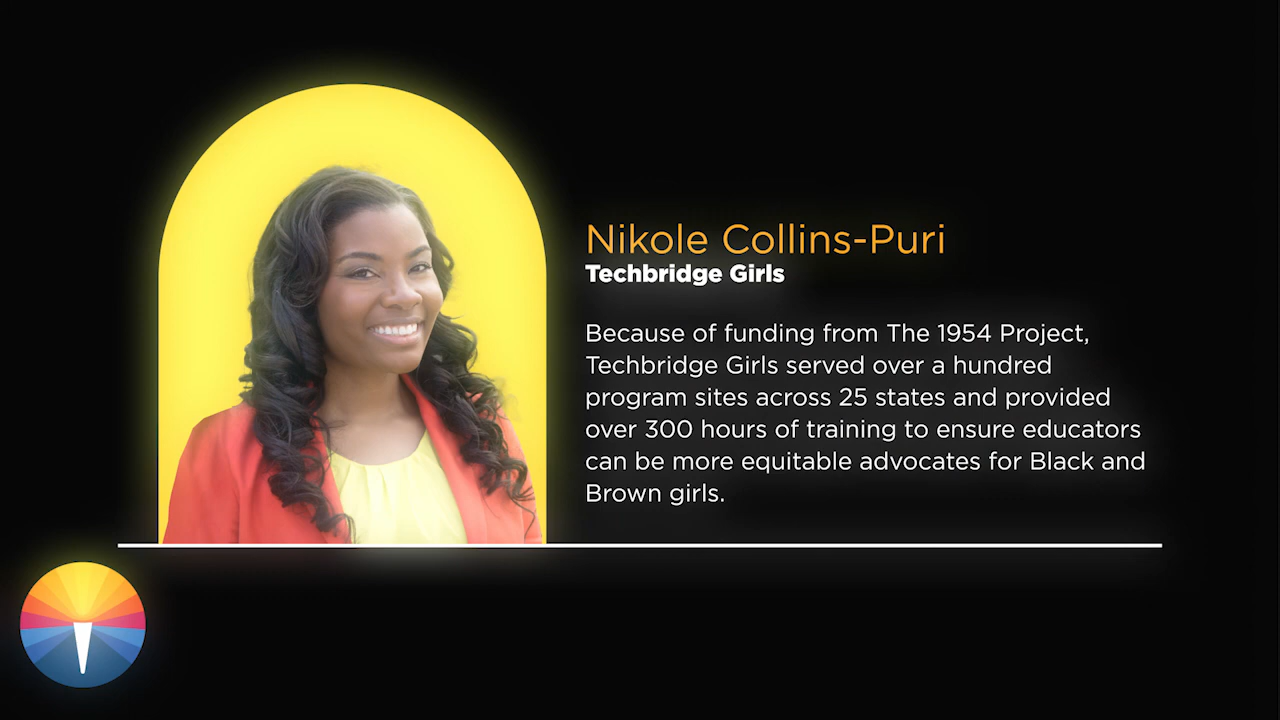 Nikole Collins-Puri
Techbridge Girls
Because of funding from The 1954 Project,
Techbridge Girls served over a hundred
program sites across 25 states and provided
over 300 hours of training to ensure educators
can be more equitable advocates for Black and
Brown girls.